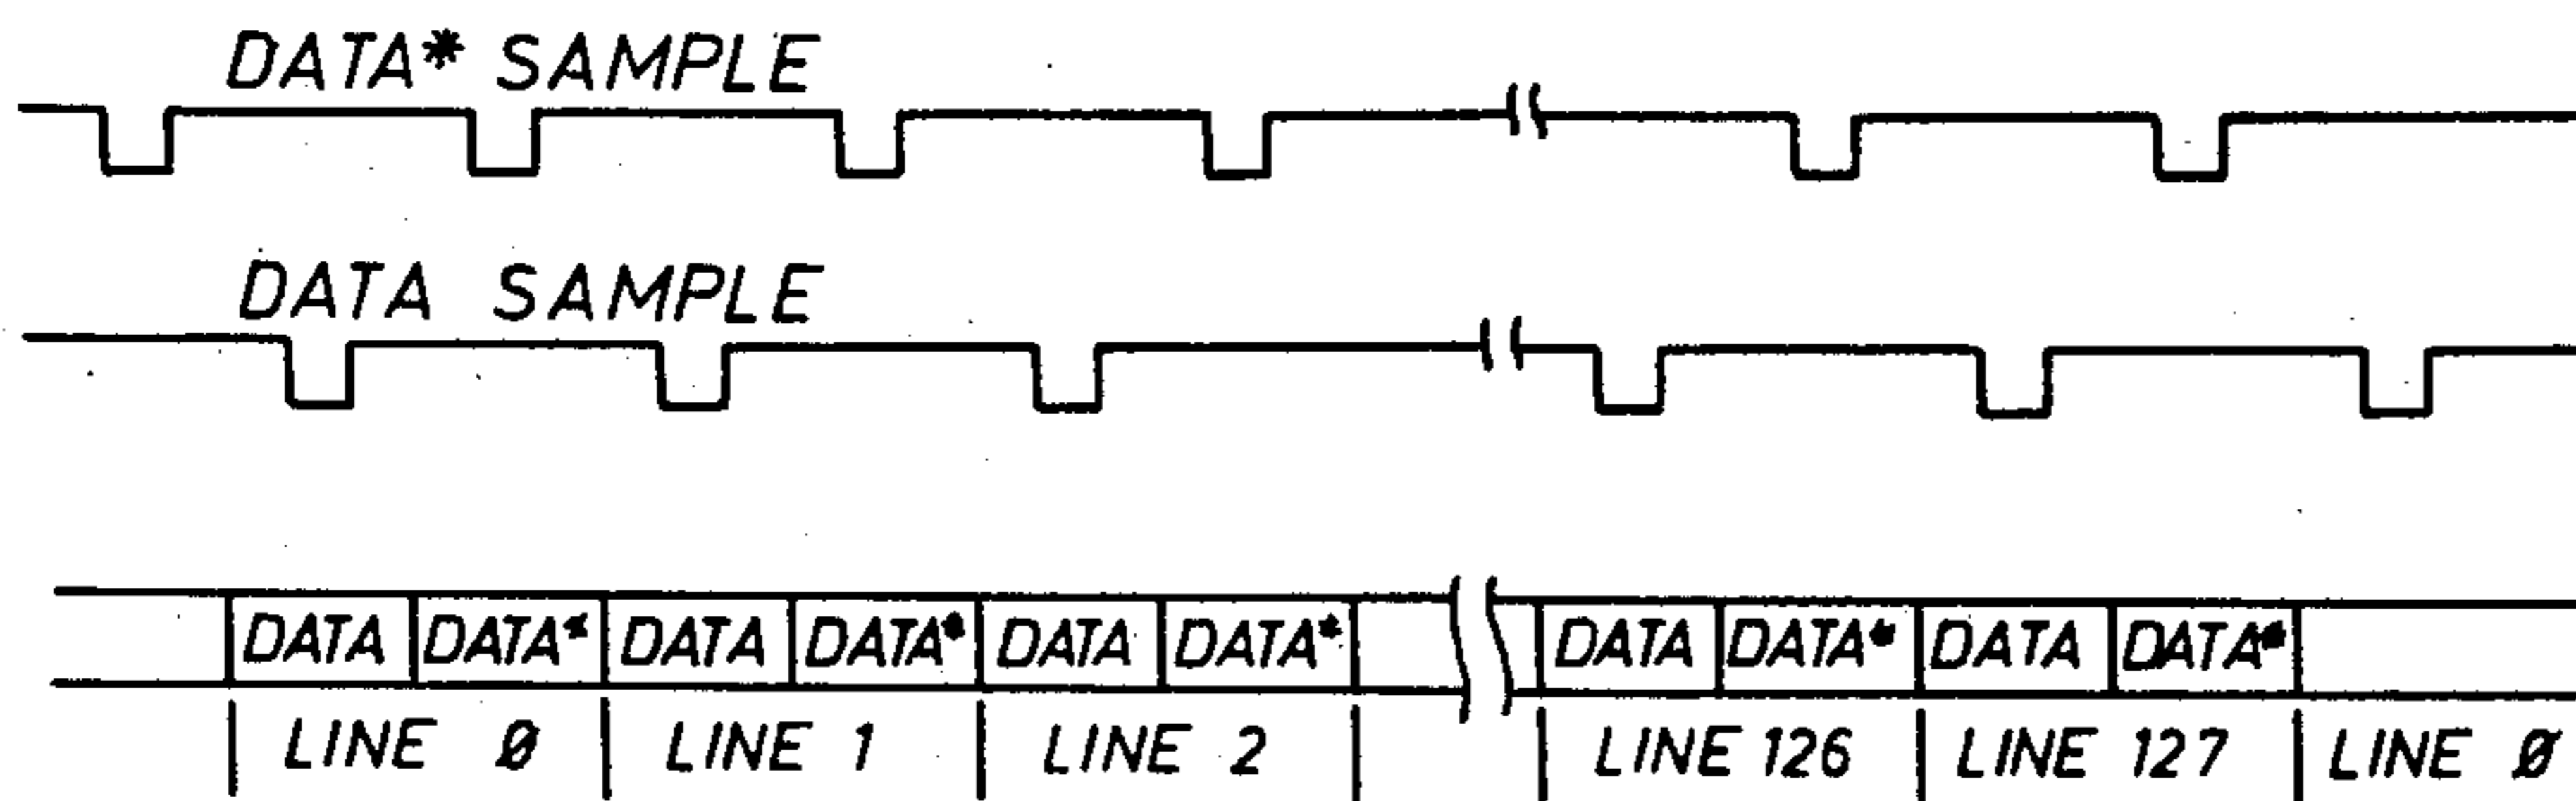 DATA* SAMPLE
DATA SAMPLE
DATA DATA* DATA DATA* DATA DATA* DATA DATA* DATA DATA*
LINE Ø LINE 1 LINE 2 LINE 126 LINE 127 LINE Ø